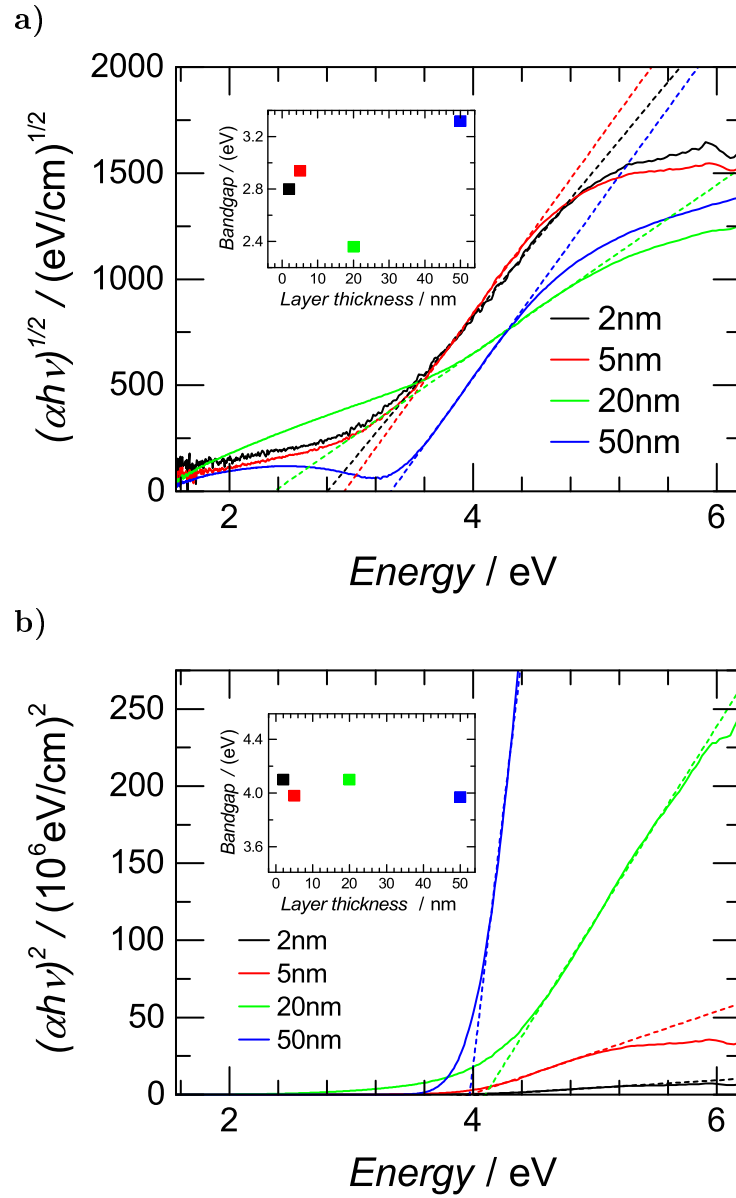 a)
2000
1500
1000
500
0
(αhν)1/2 / (eV/cm)1/2
3.2
2.8
2.4
Bandgap / (eV)
0 10 20 30 40 50
Layer thickness / nm
2nm
5nm
20nm
50nm
2 4 6
Energy / eV
b)
250
200
150
100
50
0
(αhν)2 / (106eV/cm)2
4.4
4.0
3.6
Bandgap / (eV)
0 10 20 30 40 50
Layer thickness / nm
2nm
5nm
20nm
50nm
2 4 6
Energy / eV